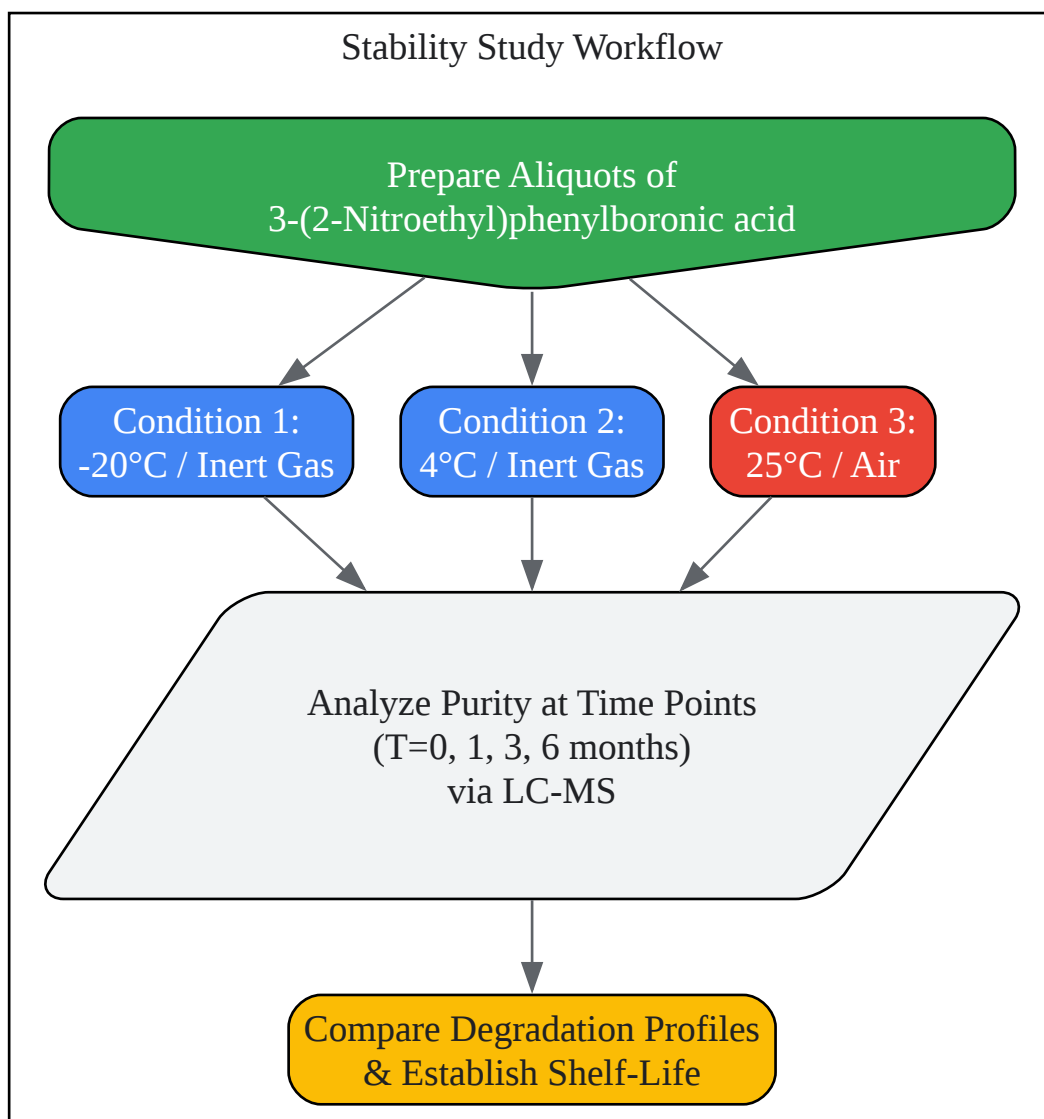 Stability Study Workflow
Prepare Aliquots of
3-(2-Nitroethyl)phenylboronic acid
Condition 1:
-20°C / Inert Gas
Condition 2:
4°C / Inert Gas
Condition 3:
25°C / Air
Analyze Purity at Time Points
(T=0, 1, 3, 6 months)
via LC-MS
Compare Degradation Profiles
& Establish Shelf-Life